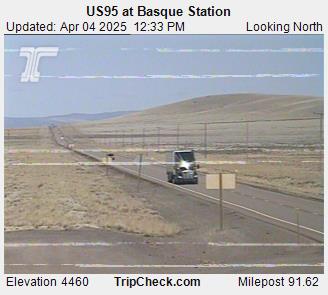 US95 at Basque Station
Updated: Apr 04 2025 12:33 PM Looking North
Elevation 4460 TripCheck.com Milepost 91.62